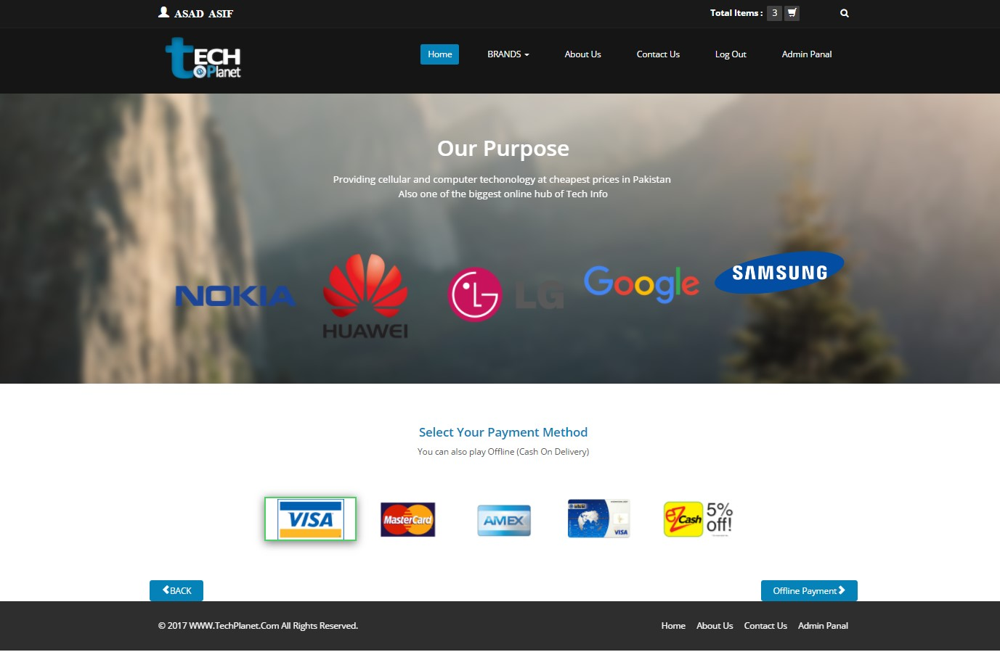 ASAD ASIF
Total Items : 3
tECH
Planet
Home BRANDS About Us Contact Us Log Out Admin Panal
Our Purpose
Providing cellular and computer techonology at cheapest prices in Pakistan
Also one of the biggest online hub of Tech Info
NOKIA
HUAWEI
LG LG
Google
SAMSUNG
Select Your Payment Method
You can also play Offline (Cash On Delivery)
VISA
MasterCard
AMEX
VISA
eZ Cash 5% off!
BACK
Offline Payment
© 2017 WWW.TechPlanet.Com All Rights Reserved.
Home About Us Contact Us Admin Panal